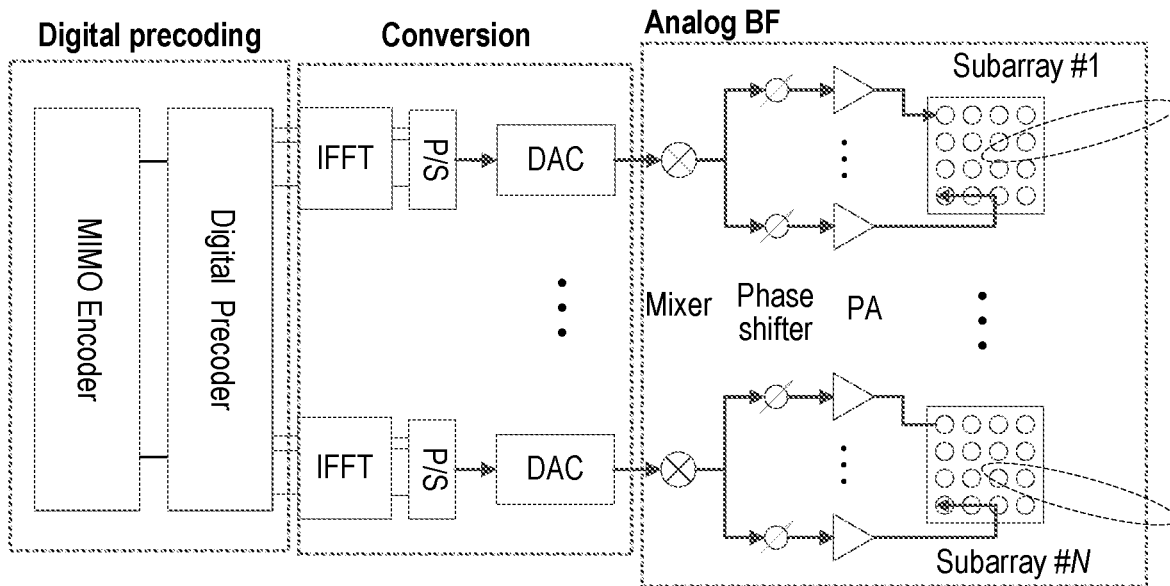 Digital precoding
Conversion
Analog BF
MIMO Encoder
Digital Precoder
IFFT
P/S
DAC
Subarray #1
Mixer
Phase
shifter
PA
IFFT
P/S
DAC
Subarray #N